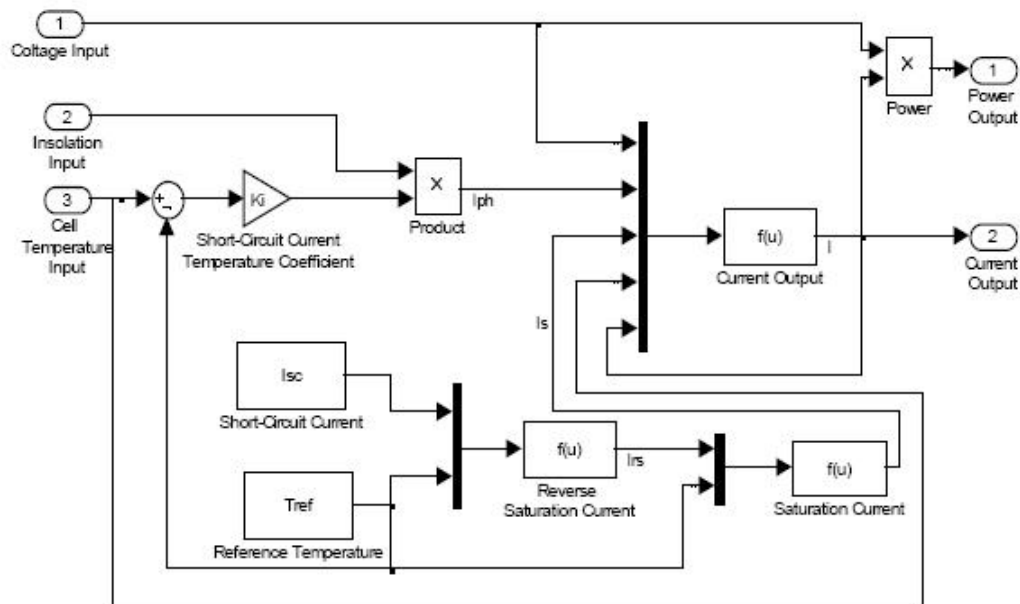 1
Coltage Input
X
Power
1
Power
Output
2
Insolation
Input
3
Cell
Temperature
Input
+
-
Ki
Short-Circuit Current
Temperature Coefficient
X
Product
Iph
f(u)
Current Output
I
2
Current
Output
Is
Isc
Short-Circuit Current
f(u)
Reverse
Saturation Current
Irs
f(u)
Saturation Current
Tref
Reference Temperature